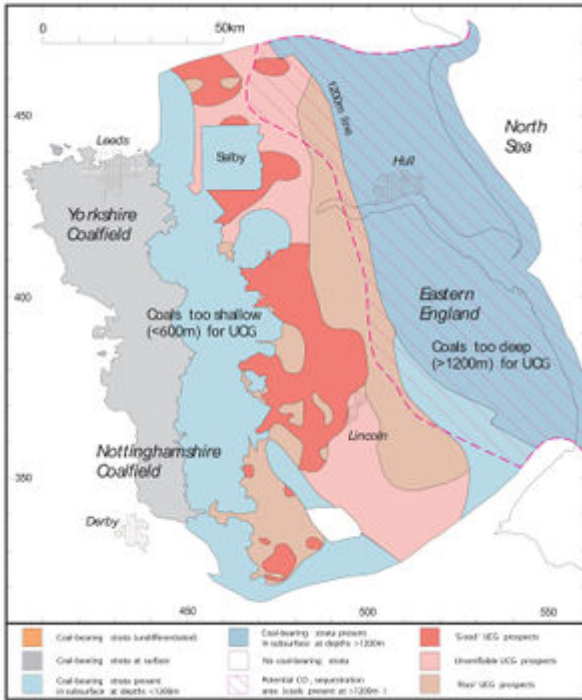 0 50km
450
Leeds
Selby
1200m line
North
Sea
Hull
Yorkshire
Coalfield
400
Coals too shallow
(<600m) for UCG
Eastern
England
Coals too deep
(>1200m) for UCG
Lincoln
Nottinghamshire
Coalfield
350
Derby
450 500 550
Coal-bearing strata (undifferentiated)
Coal-bearing strata at surface
Coal-bearing strata present
in subsurface at depths <1200m
Coal-bearing strata present
in subsurface at depths >1200m
No coal-bearing strata
Potential CO₂ sequestration
area (coals present at >1200m )
'Good' UCG prospects
Unverifiable UCG prospects
'Poor' UCG prospects